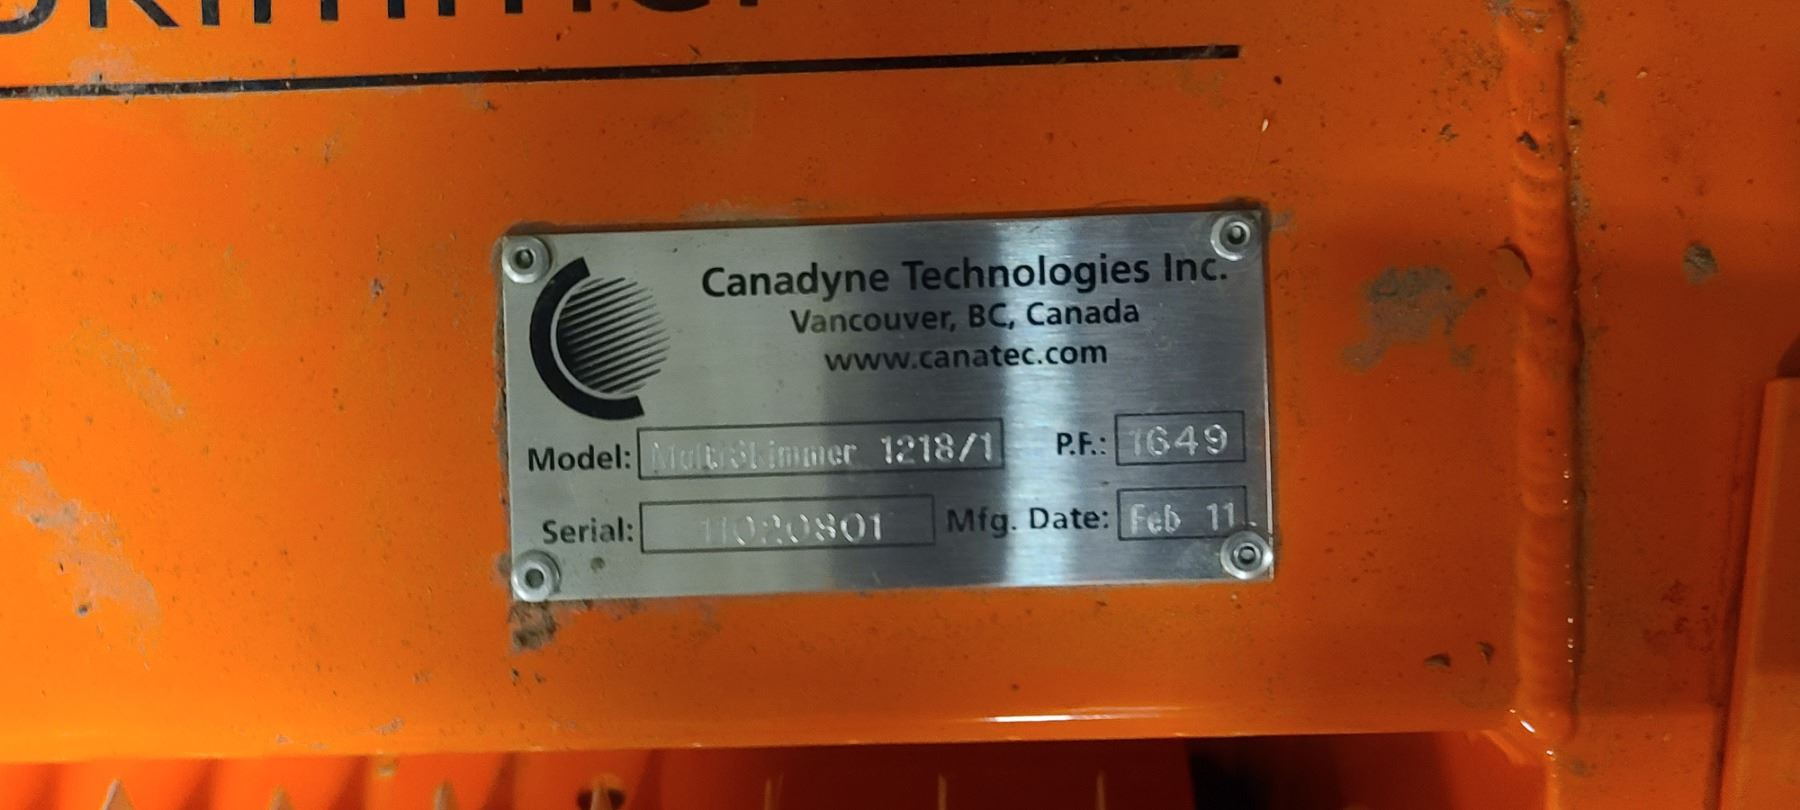 Skimmer
Canadyne Technologies Inc.
Vancouver, BC, Canada
www.canatec.com
Model: MultiSkimmer 1218/1 P.F.: 1649
Serial: 11020801 Mfg. Date: Feb 11